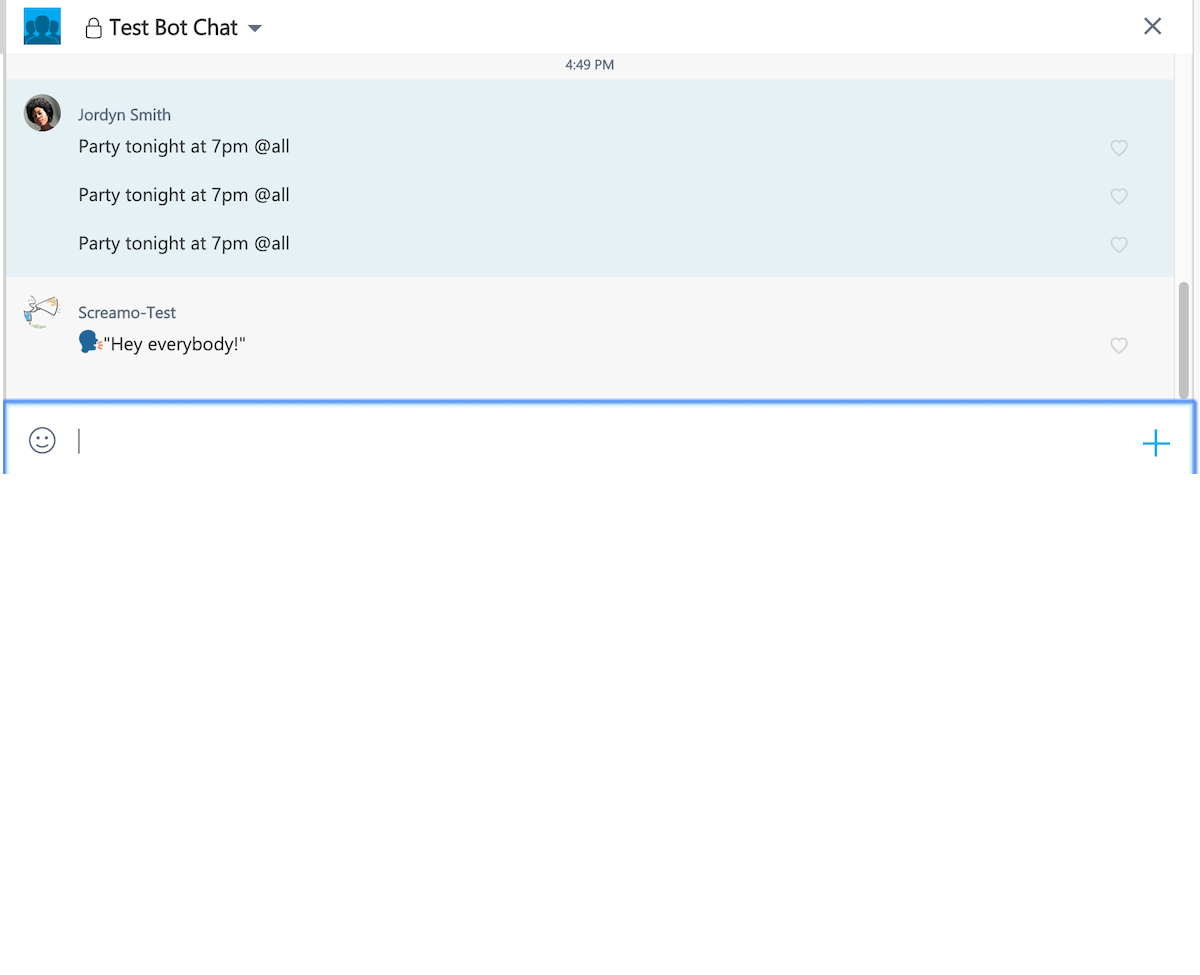 Test Bot Chat
4:49 PM
Jordyn Smith
Party tonight at 7pm @all
Party tonight at 7pm @all
Party tonight at 7pm @all
Screamo-Test
🗣"Hey everybody!"